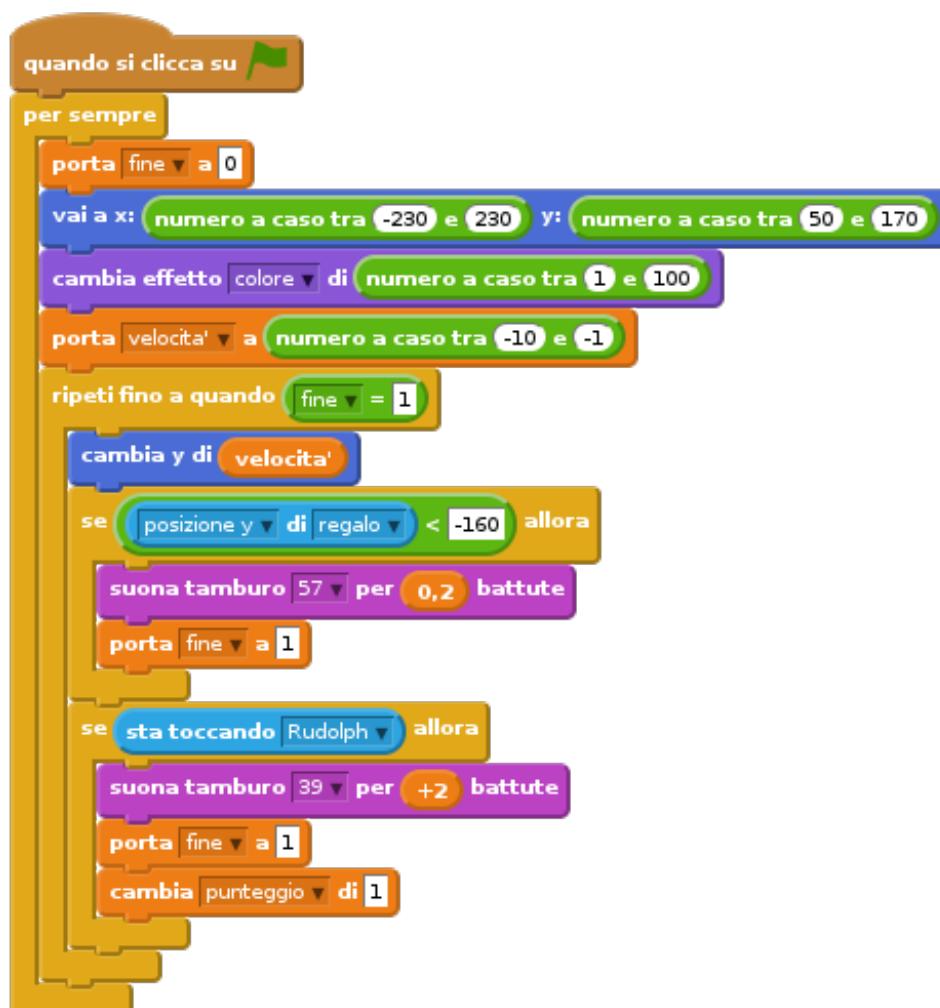 quando si clicca su
per sempre
porta fine a 0
vai a x: numero a caso tra -230 e 230 y: numero a caso tra 50 e 170
cambia effetto colore di numero a caso tra 1 e 100
porta velocita' a numero a caso tra -10 e -1
ripeti fino a quando fine = 1
cambia y di velocita'
se posizione y di regalo < -160 allora
suona tamburo 57 per 0,2 battute
porta fine a 1
se sta toccando Rudolph allora
suona tamburo 39 per +2 battute
porta fine a 1
cambia punteggio di 1